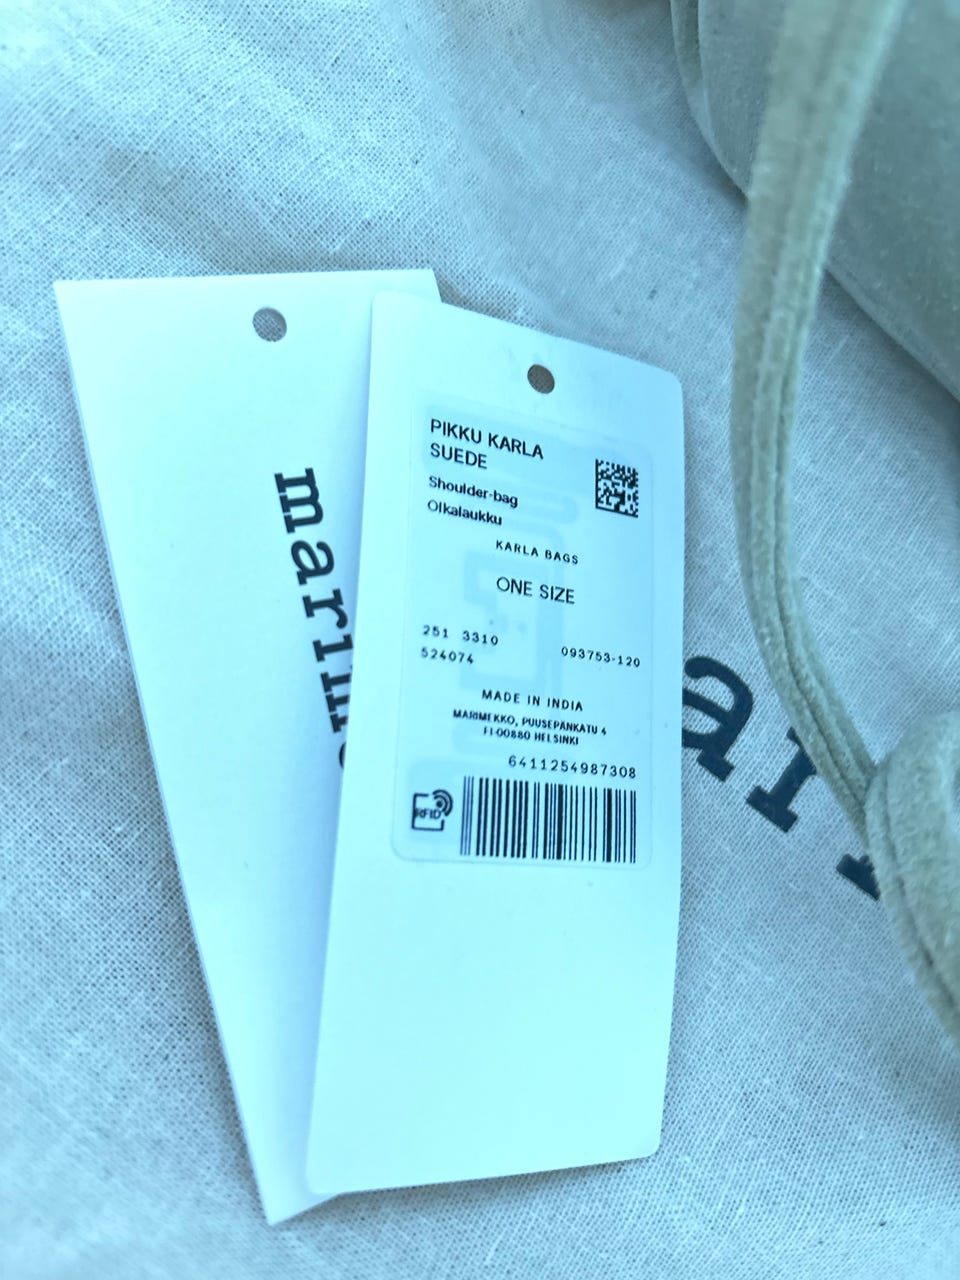 marim
PIKKU KARLA
SUEDE
Shoulder-bag
Olkalaukku
KARLA BAGS
ONE SIZE
251 3310
524074
093753-120
MADE IN INDIA
MARIMEKKO, PUUSEPÄNKATU 4
FI-00880 HELSINKI
6411254987308
RFID
ari